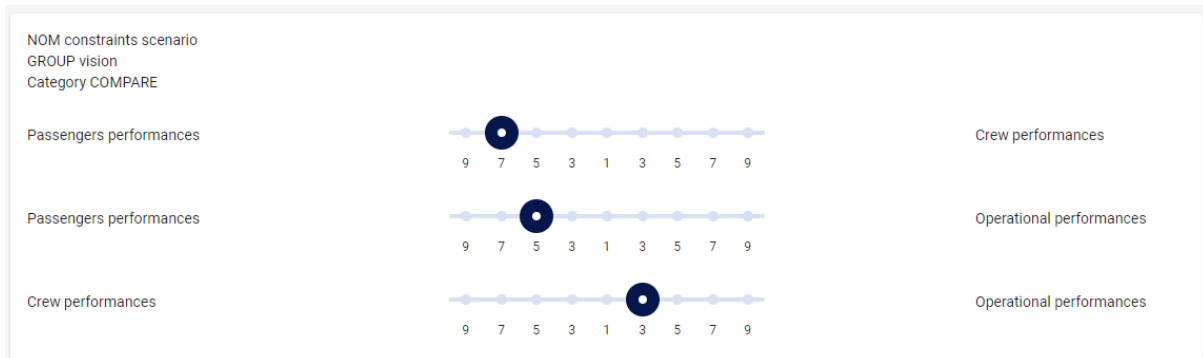 NOM constraints scenario
GROUP vision
Category COMPARE
Passengers performances Crew performances
9 7 5 3 1 3 5 7 9
Passengers performances Operational performances
9 7 5 3 1 3 5 7 9
Crew performances Operational performances
9 7 5 3 1 3 5 7 9